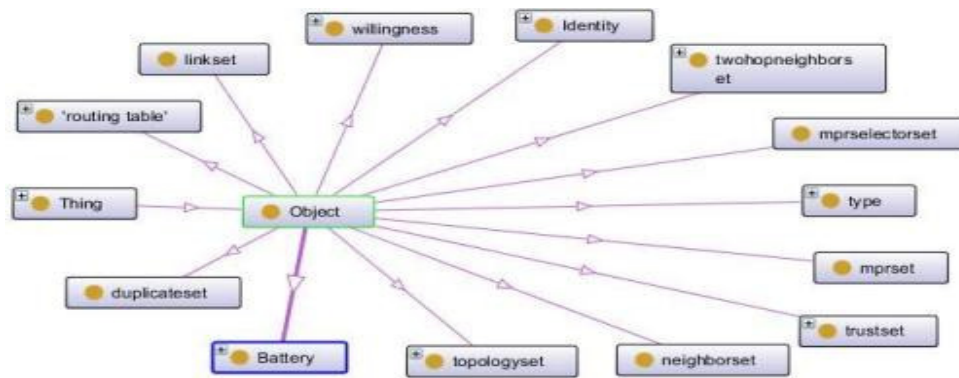 willingness
Identity
linkset
twohopneighbors
et
'routing table'
mprselectorset
Thing
Object
type
duplicateset
mprset
Battery
topologyset
neighborset
trustset